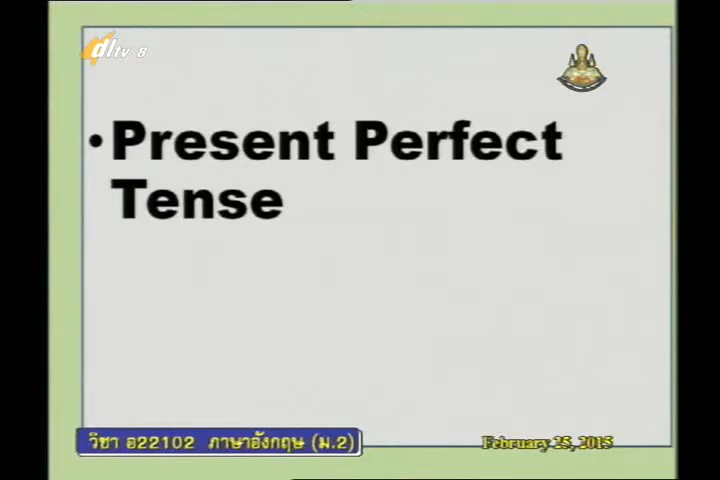 dltv 8
• Present Perfect
Tense
วิชา อ22102 ภาษาอังกฤษ (ม.2)
February 25, 2015